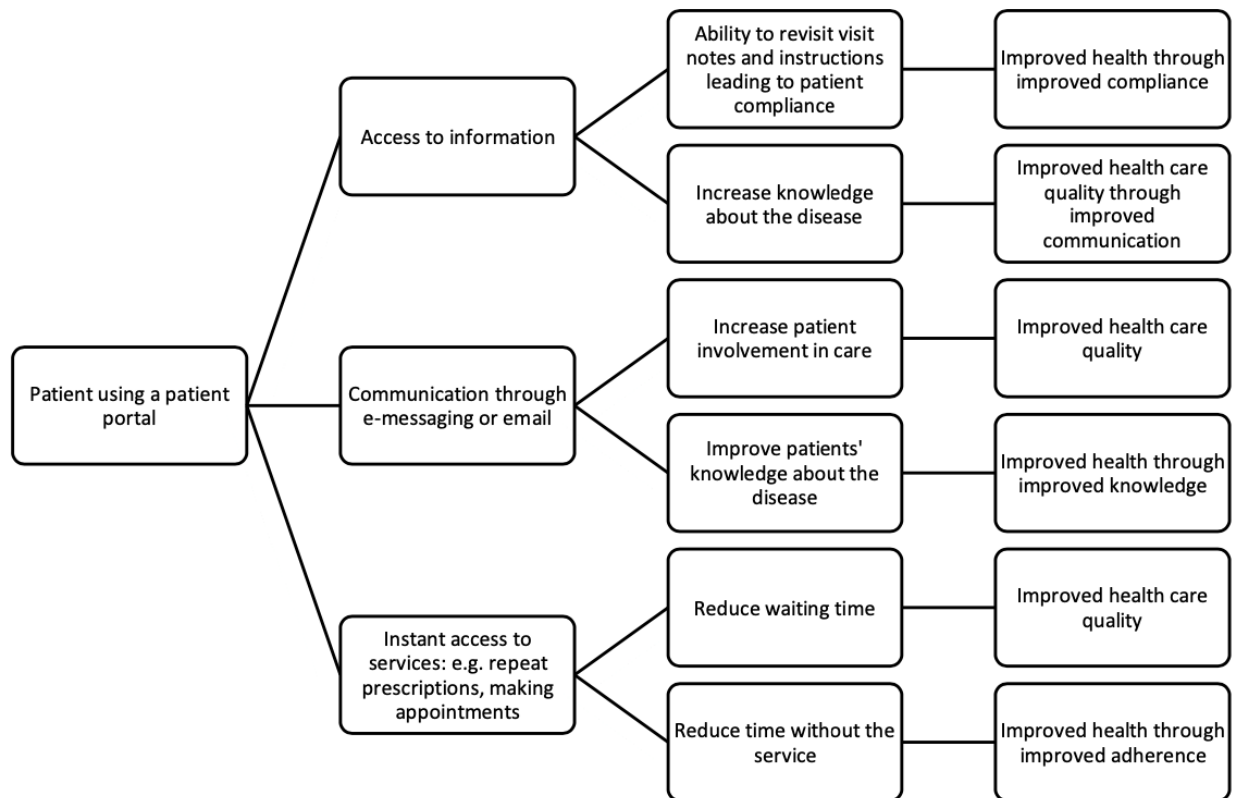 Patient using a patient
portal
Access to information
Ability to revisit visit
notes and instructions
leading to patient
compliance
Improved health through
improved compliance
Increase knowledge
about the disease
Improved health care
quality through
improved
communication
Communication through
e-messaging or email
Increase patient
involvement in care
Improved health care
quality
Improve patients'
knowledge about the
disease
Improved health through
improved knowledge
Instant access to
services: e.g. repeat
prescriptions, making
appointments
Reduce waiting time
Improved health care
quality
Reduce time without the
service
Improved health through
improved adherence